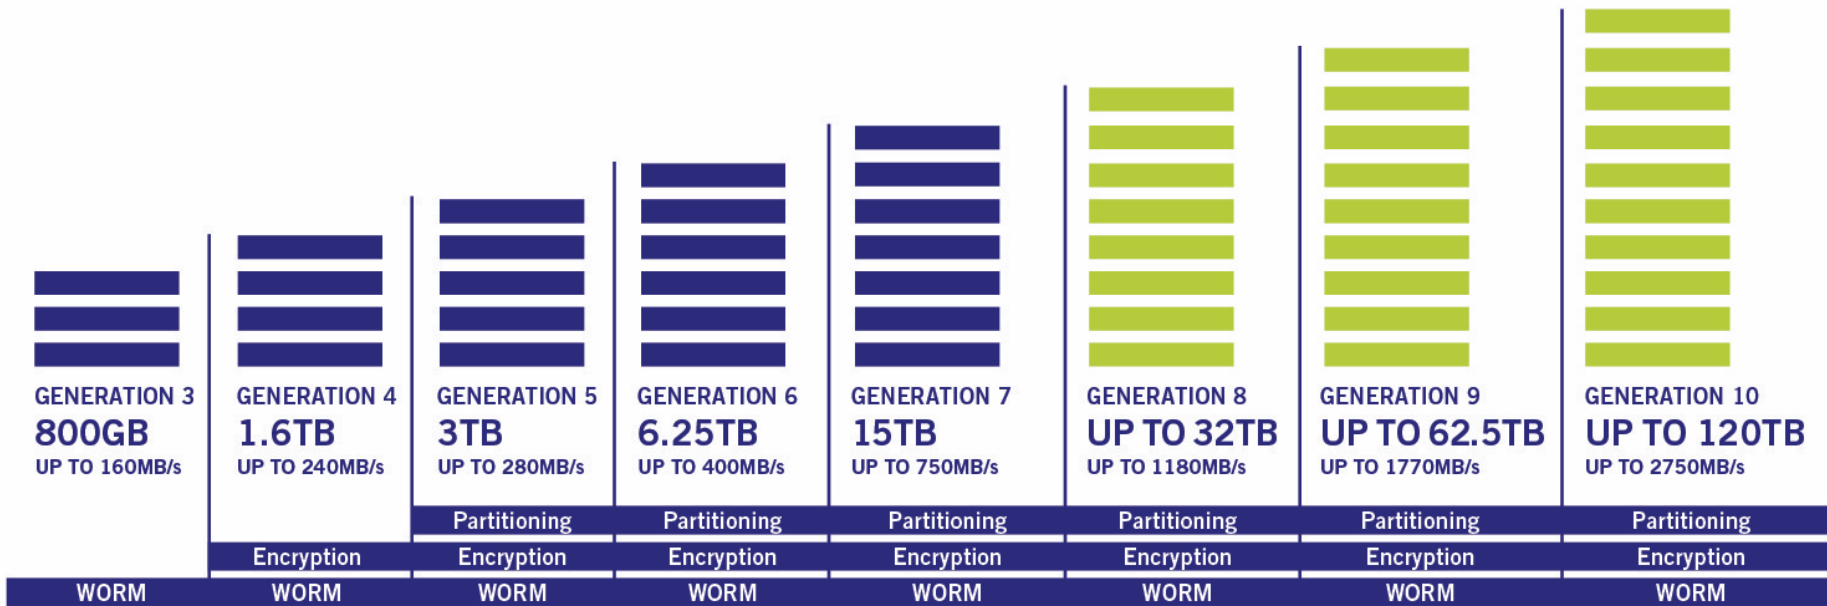 GENERATION 3
800GB
UP TO 160MB/s
GENERATION 4
1.6TB
UP TO 240MB/s
GENERATION 5
3TB
UP TO 280MB/s
GENERATION 6
6.25TB
UP TO 400MB/s
GENERATION 7
15TB
UP TO 750MB/s
GENERATION 8
UP TO 32TB
UP TO 1180MB/s
GENERATION 9
UP TO 62.5TB
UP TO 1770MB/s
GENERATION 10
UP TO 120TB
UP TO 2750MB/s
Partitioning Partitioning Partitioning Partitioning Partitioning Partitioning
Encryption Encryption Encryption Encryption Encryption Encryption Encryption
WORM WORM WORM WORM WORM WORM WORM WORM